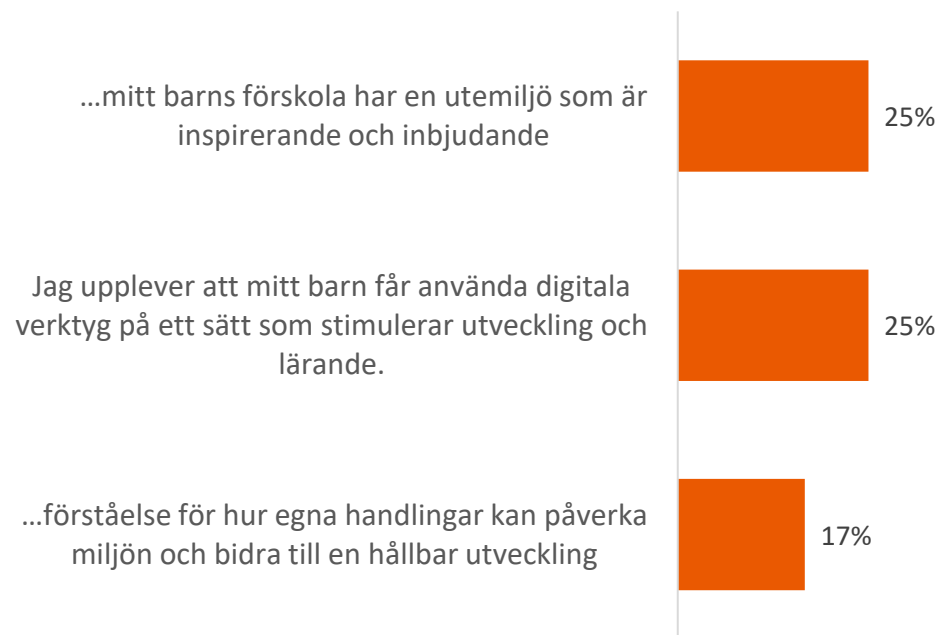 …mitt barns förskola har en utemiljö som är
inspirerande och inbjudande
25%
Jag upplever att mitt barn får använda digitala
verktyg på ett sätt som stimulerar utveckling och
lärande.
25%
…förståelse för hur egna handlingar kan påverka
miljön och bidra till en hållbar utveckling
17%